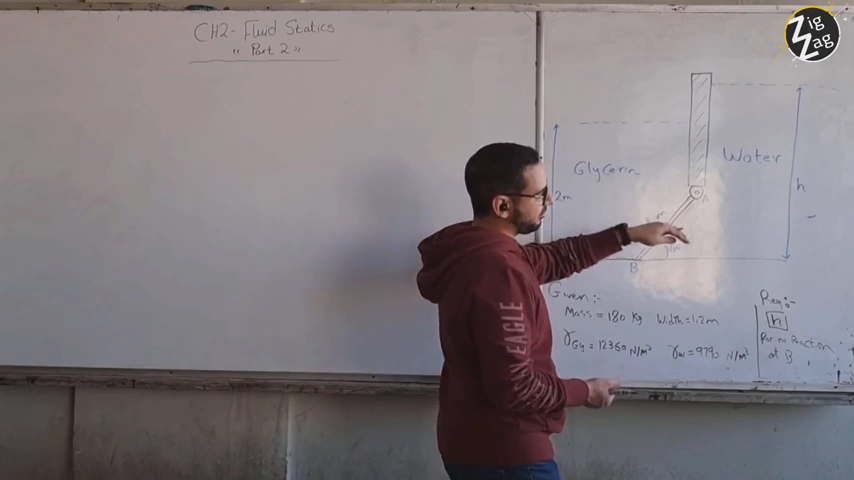 CH2- Fluid Statics
" Part 2 "
Zig
Zag
Glycerin
Water
2m
h
A
B
EAGLE
Given :-
Mass = 180 kg Width = 1.2m
γGy = 12360 N/m³ γw = 9790 N/m³
Req:-
h
For no Reaction
at B